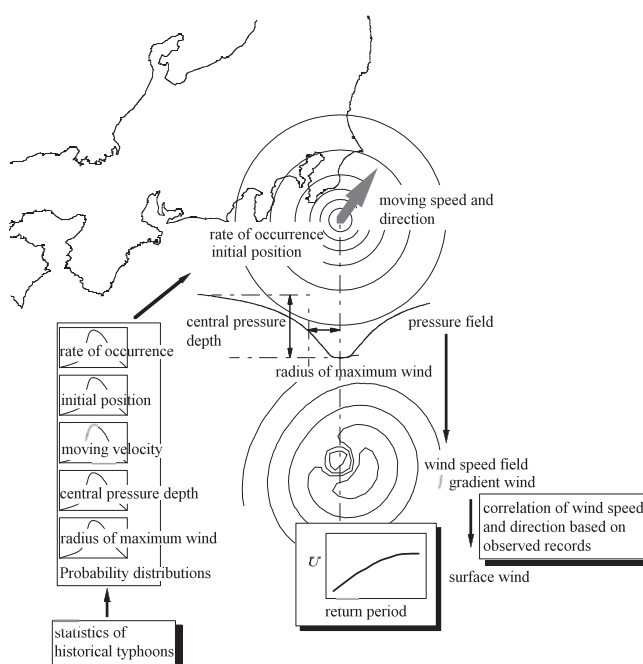 moving speed and
direction
rate of occurrence
initial position
central pressure
depth
pressure field
radius of maximum wind
rate of occurrence
initial position
moving velocity
central pressure depth
radius of maximum wind
Probability distributions
statistics of
historical typhoons
wind speed field
gradient wind
correlation of wind speed
and direction based on
observed records
surface wind
U
return period